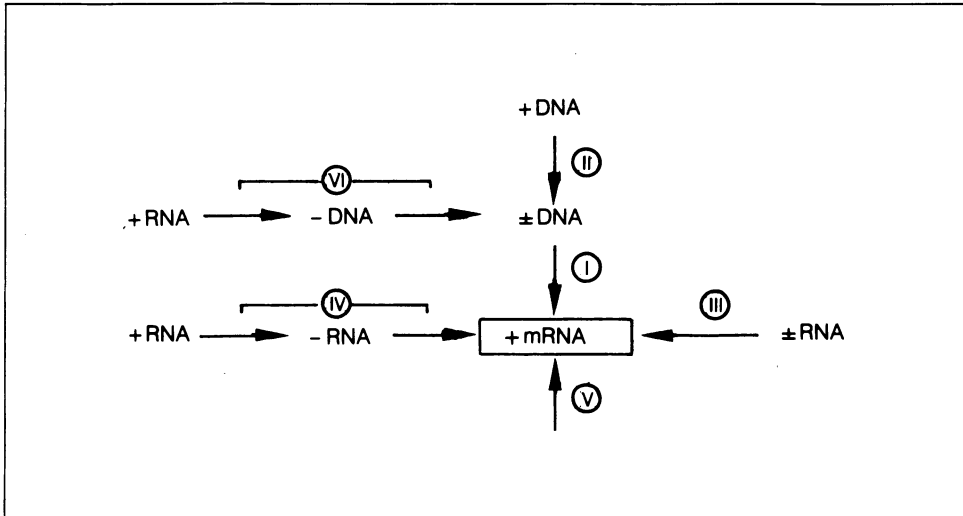 + DNA
II
VI
+ RNA − DNA ± DNA
I
IV III
+ RNA − RNA + mRNA ± RNA
V